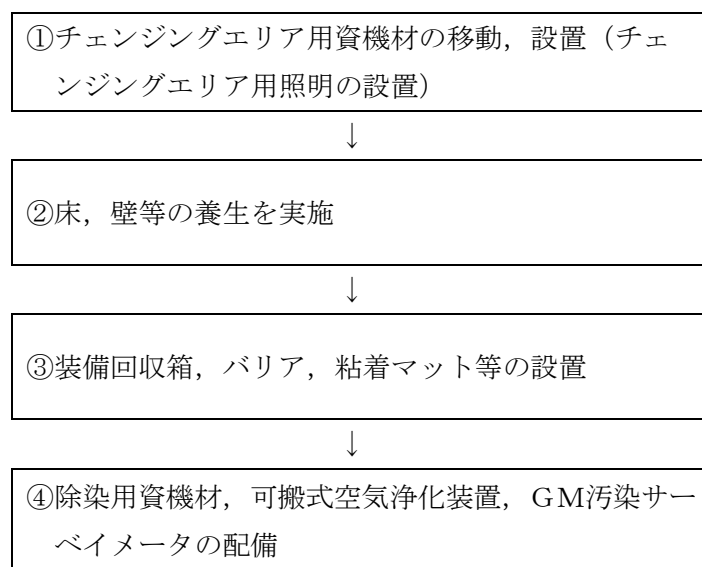 ①チェンジングエリア用資機材の移動，設置（チェ
ンジングエリア用照明の設置）
↓
②床，壁等の養生を実施
↓
③装備回収箱，バリア，粘着マット等の設置
↓
④除染用資機材，可搬式空気浄化装置，ＧＭ汚染サー
ベイメータの配備